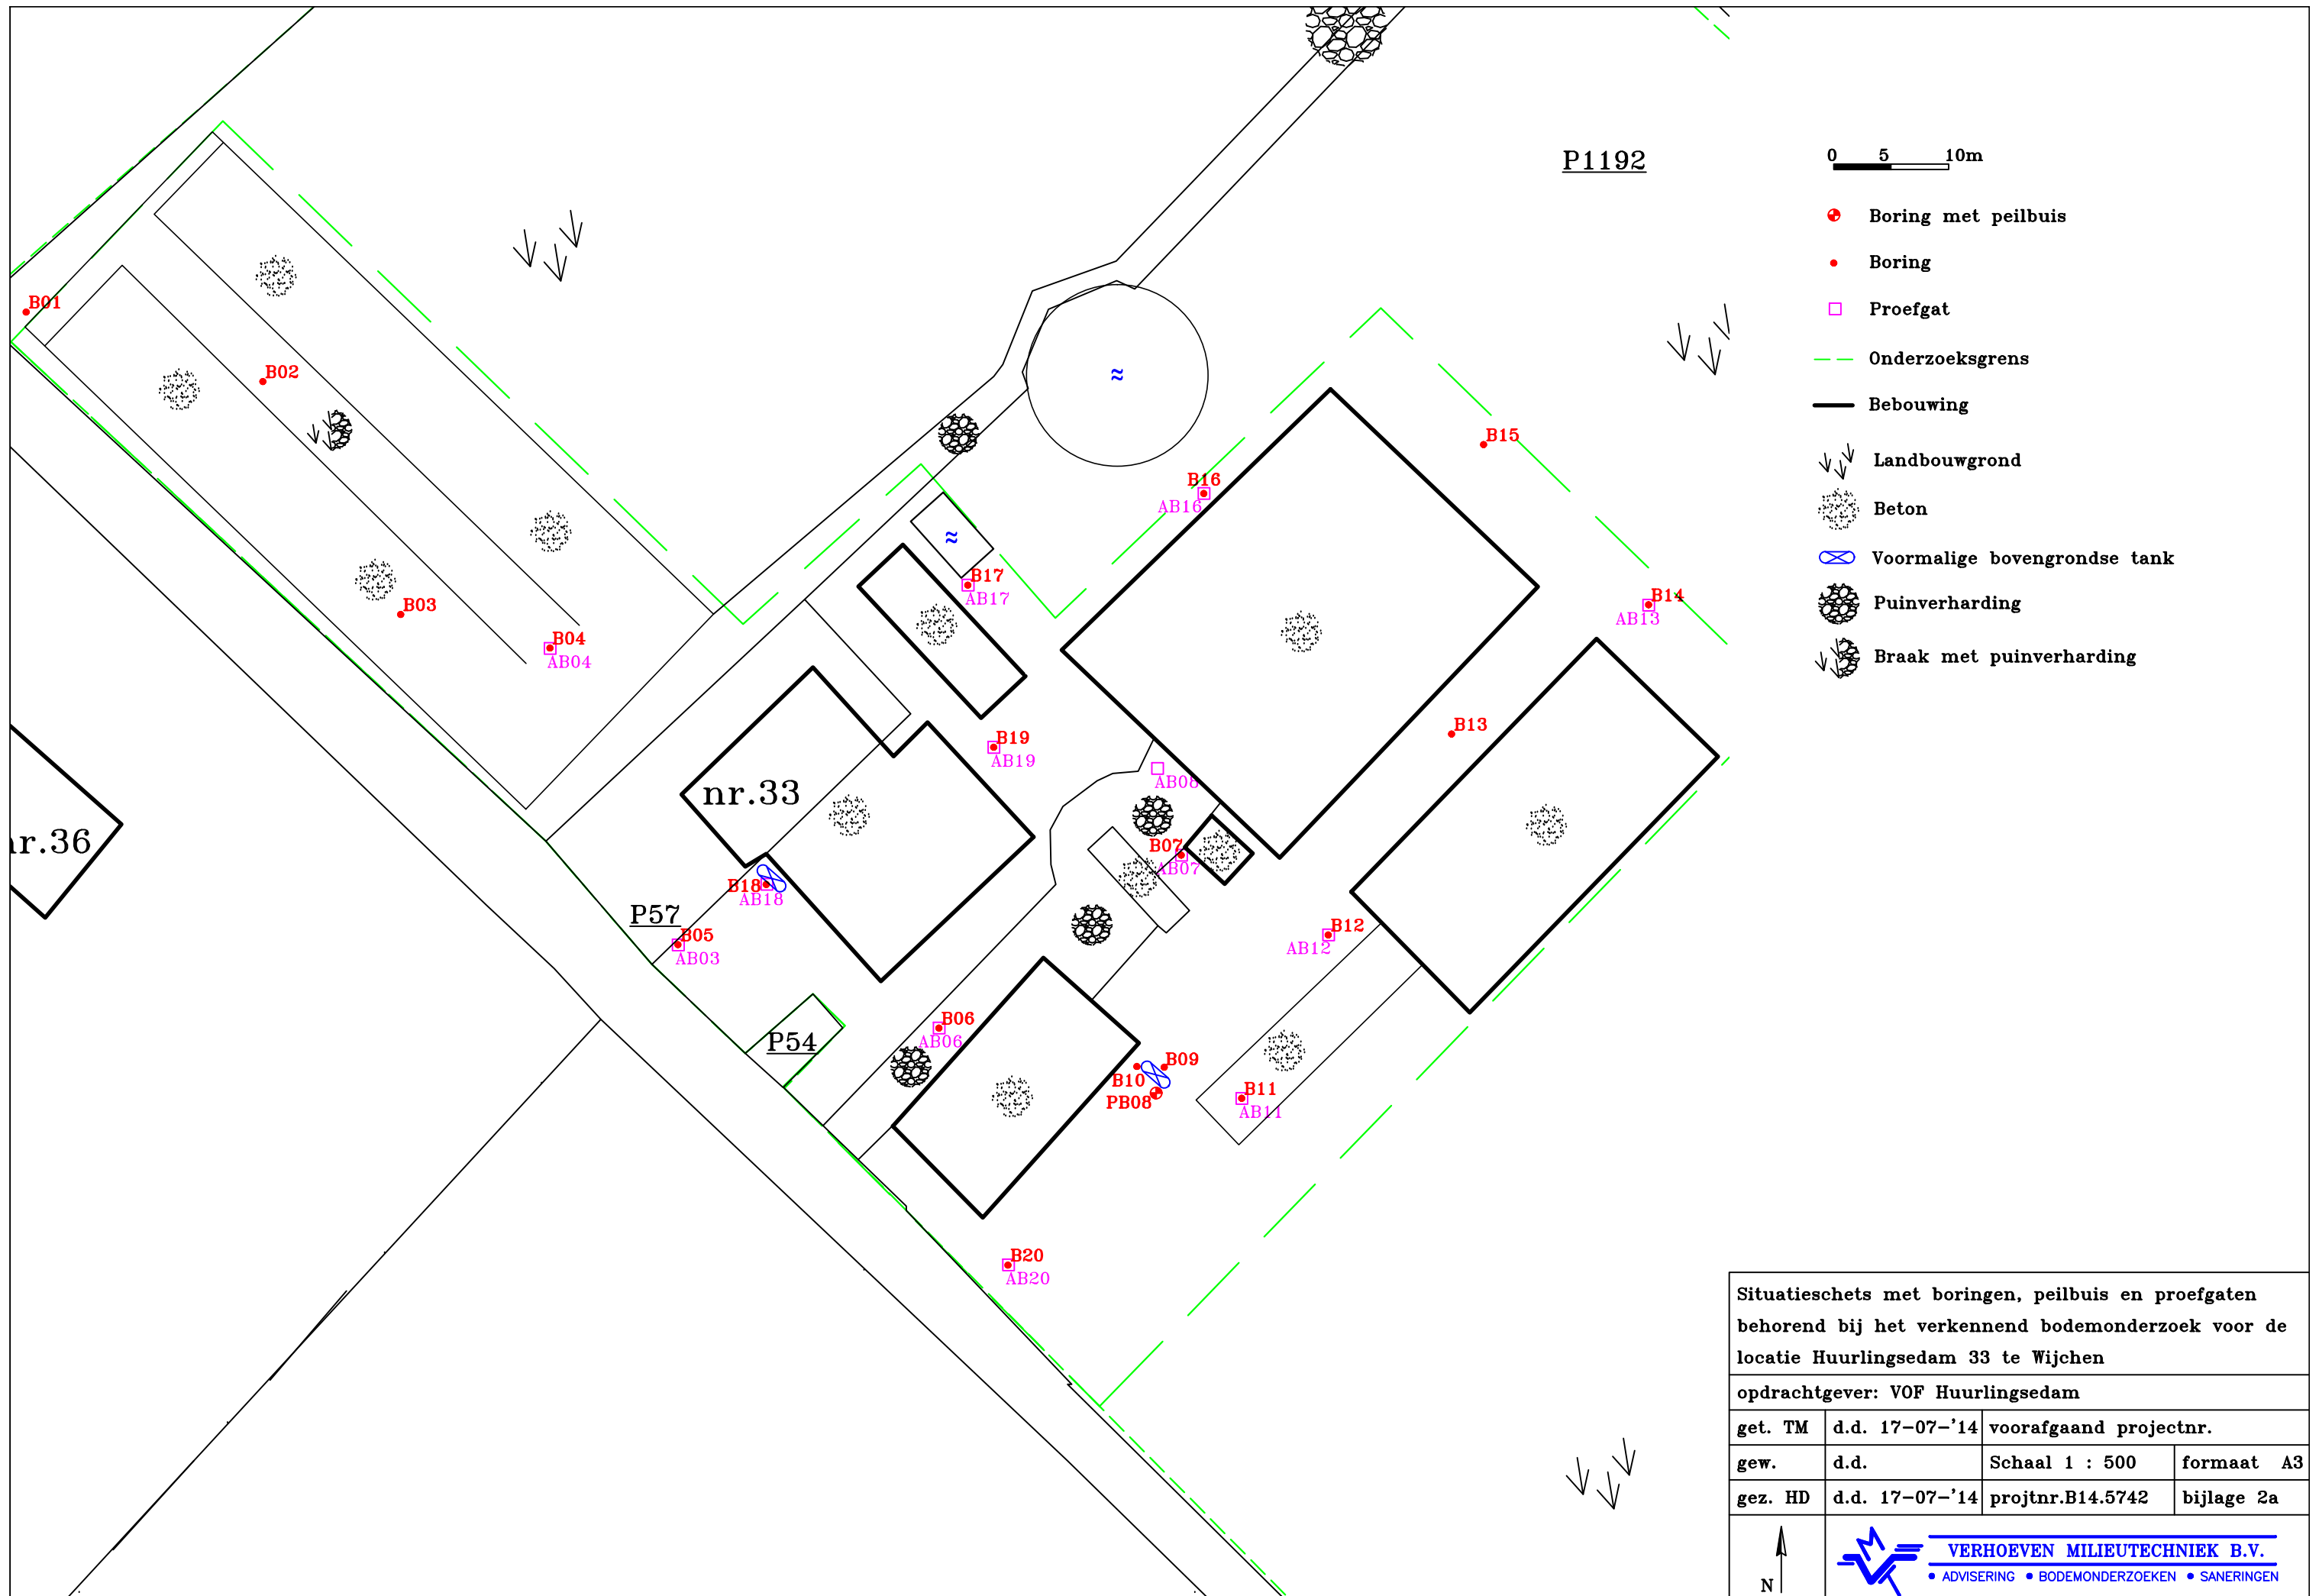 P1192
0 5 10m
Boring met peilbuis
Boring
Proefgat
Onderzoeksgrens
Bebouwing
Landbouwgrond
Beton
Voormalige bovengrondse tank
Puinverharding
Braak met puinverharding
B01
B02
B03
B04
AB04
B15
B16
AB16
B17
AB17
B14
AB13
B13
B19
AB19
AB08
nr.33
nr.36
B07
AB07
B18
AB18
P57
B05
AB03
B12
AB12
B06
AB06
P54
B09
B10
PB08
B11
AB11
B20
AB20
Situatieschets met boringen, peilbuis en proefgaten
behorend bij het verkennend bodemonderzoek voor de
locatie Huurlingsedam 33 te Wijchen
opdrachtgever: VOF Huurlingsedam
get. TM d.d. 17-07-'14 voorafgaand projectnr.
gew. d.d. Schaal 1 : 500 formaat A3
gez. HD d.d. 17-07-'14 projtnr.B14.5742 bijlage 2a
N
VERHOEVEN MILIEUTECHNIEK B.V.
• ADVISERING • BODEMONDERZOEKEN • SANERINGEN